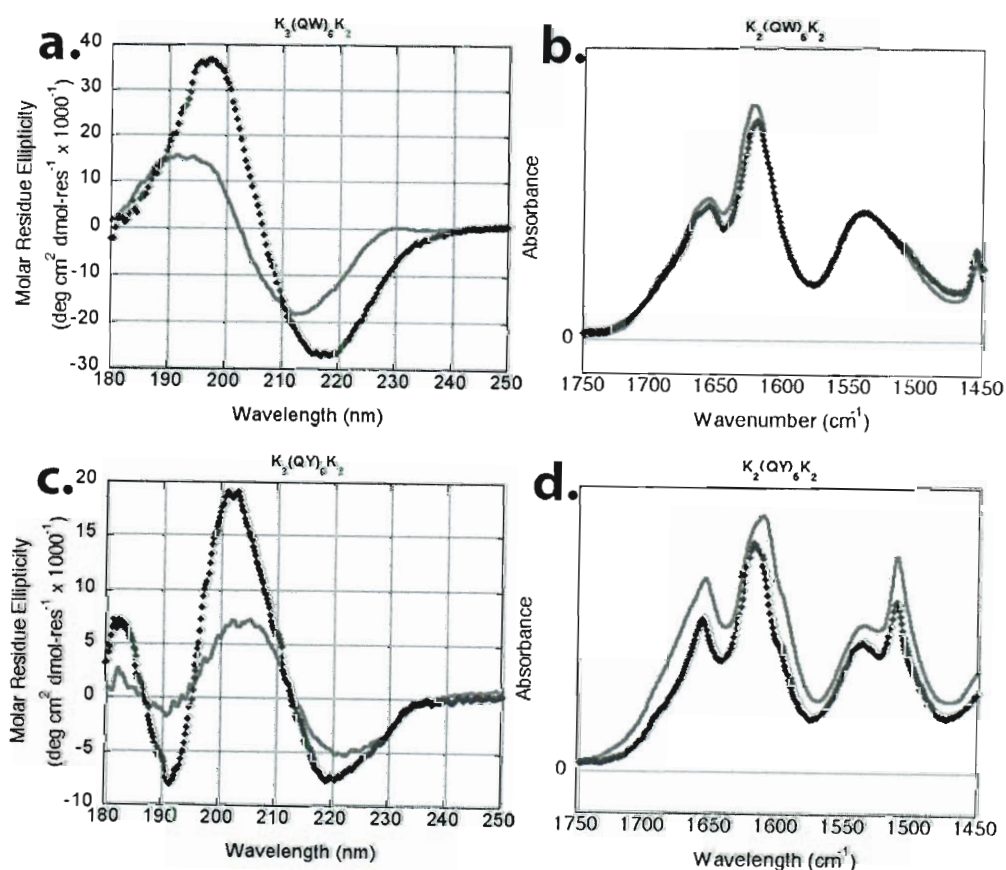 a.
K2(QW)6K2
Molar Residue Ellipticity
(deg cm² dmol-res⁻¹ x 1000⁻¹)
40
30
20
10
0
-10
-20
-30
180 190 200 210 220 230 240 250
Wavelength (nm)
b.
K2(QW)6K2
Absorbance
0
1750 1700 1650 1600 1550 1500 1450
Wavenumber (cm⁻¹)
c.
K2(QY)6K2
Molar Residue Ellipticity
(deg cm² dmol-res⁻¹ x 1000⁻¹)
20
15
10
5
0
-5
-10
180 190 200 210 220 230 240 250
Wavelength (nm)
d.
K2(QY)6K2
Absorbance
0
1750 1700 1650 1600 1550 1500 1450
Wavelength (cm⁻¹)